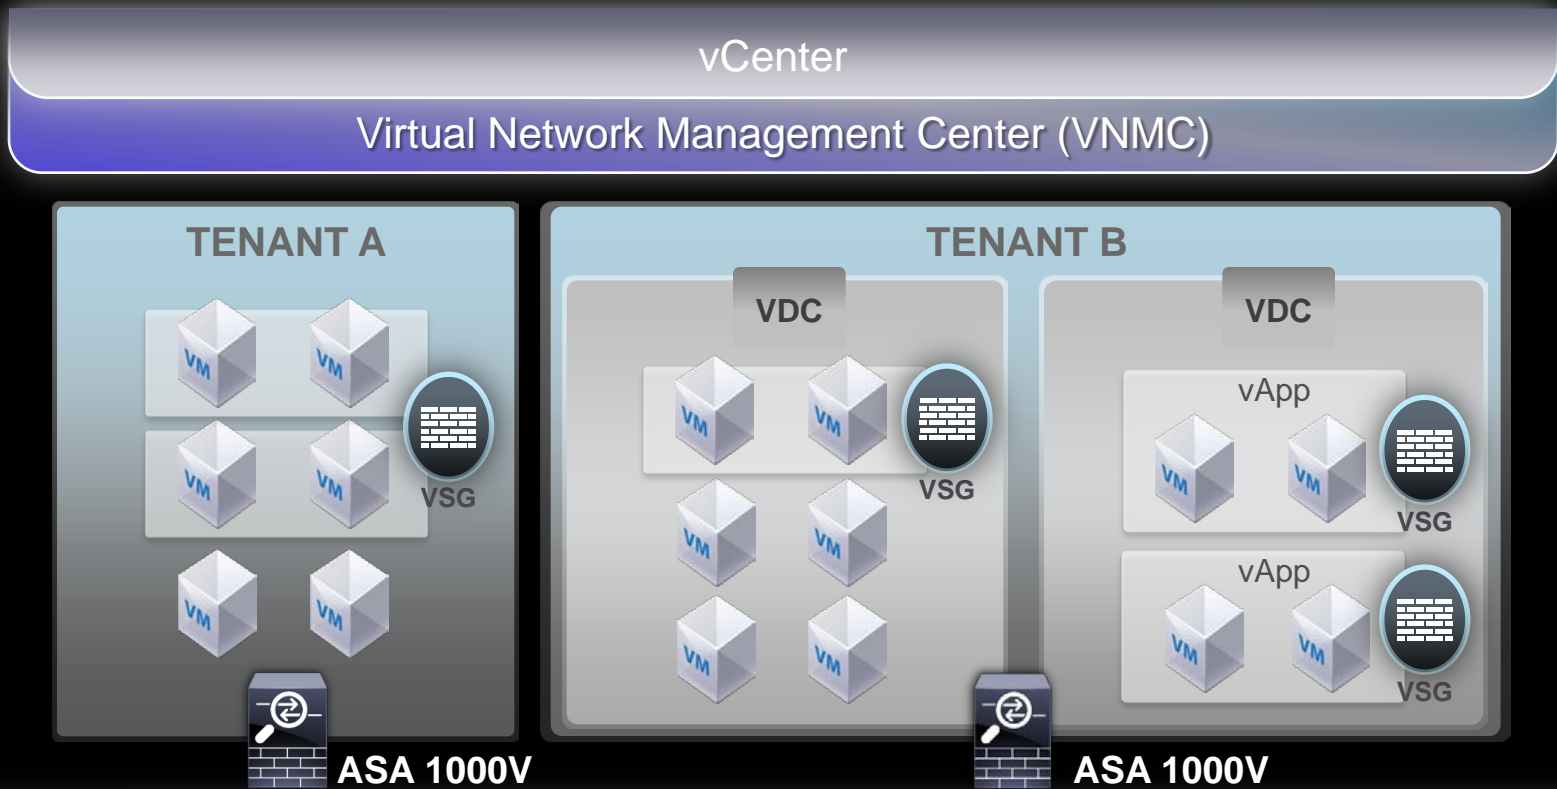 vCenter
Virtual Network Management Center (VNMC)
TENANT A
VM VM
VM VM
VSG
VM VM
ASA 1000V
TENANT B
VDC
VM VM
VSG
VM VM
VM VM
VDC
vApp
VM VM
VSG
vApp
VM VM
VSG
ASA 1000V